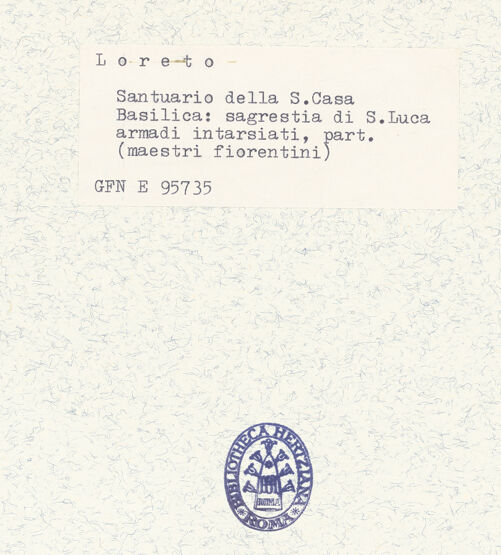 Loreto
Santuario della S.Casa
Basilica: sagrestia di S.Luca
armadi intarsiati, part.
(maestri fiorentini)
GFN E 95735
BIBLIOTHECA HERTZIANA
ROMA